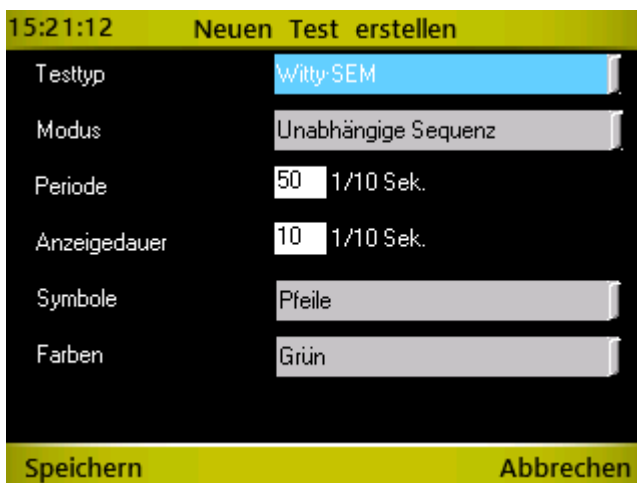 15:21:12 Neuen Test erstellen
Testtyp Witty·SEM
Modus Unabhängige Sequenz
Periode 50 1/10 Sek.
Anzeigedauer 10 1/10 Sek.
Symbole Pfeile
Farben Grün
Speichern Abbrechen